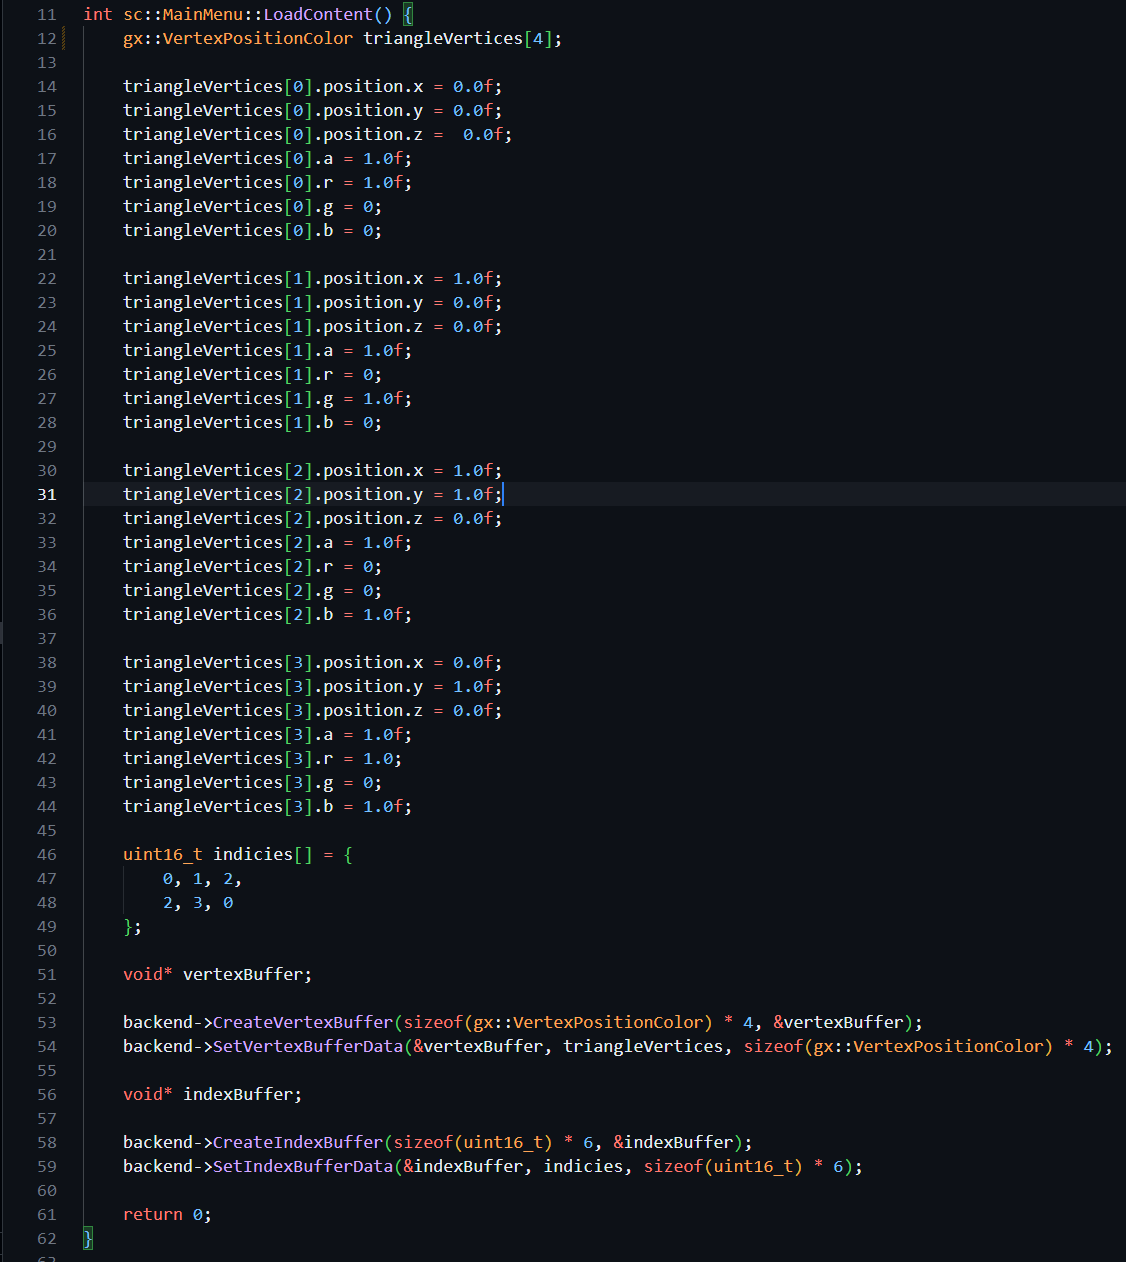 11 int sc::MainMenu::LoadContent() {
12 gx::VertexPositionColor triangleVertices[4];
13
14 triangleVertices[0].position.x = 0.0f;
15 triangleVertices[0].position.y = 0.0f;
16 triangleVertices[0].position.z =  0.0f;
17 triangleVertices[0].a = 1.0f;
18 triangleVertices[0].r = 1.0f;
19 triangleVertices[0].g = 0;
20 triangleVertices[0].b = 0;
21
22 triangleVertices[1].position.x = 1.0f;
23 triangleVertices[1].position.y = 0.0f;
24 triangleVertices[1].position.z = 0.0f;
25 triangleVertices[1].a = 1.0f;
26 triangleVertices[1].r = 0;
27 triangleVertices[1].g = 1.0f;
28 triangleVertices[1].b = 0;
29
30 triangleVertices[2].position.x = 1.0f;
31 triangleVertices[2].position.y = 1.0f;
32 triangleVertices[2].position.z = 0.0f;
33 triangleVertices[2].a = 1.0f;
34 triangleVertices[2].r = 0;
35 triangleVertices[2].g = 0;
36 triangleVertices[2].b = 1.0f;
37
38 triangleVertices[3].position.x = 0.0f;
39 triangleVertices[3].position.y = 1.0f;
40 triangleVertices[3].position.z = 0.0f;
41 triangleVertices[3].a = 1.0f;
42 triangleVertices[3].r = 1.0;
43 triangleVertices[3].g = 0;
44 triangleVertices[3].b = 1.0f;
45
46 uint16_t indicies[] = {
47 0, 1, 2,
48 2, 3, 0
49 };
50
51 void* vertexBuffer;
52
53 backend->CreateVertexBuffer(sizeof(gx::VertexPositionColor) * 4, &vertexBuffer);
54 backend->SetVertexBufferData(&vertexBuffer, triangleVertices, sizeof(gx::VertexPositionColor) * 4);
55
56 void* indexBuffer;
57
58 backend->CreateIndexBuffer(sizeof(uint16_t) * 6, &indexBuffer);
59 backend->SetIndexBufferData(&indexBuffer, indicies, sizeof(uint16_t) * 6);
60
61 return 0;
62 }
63